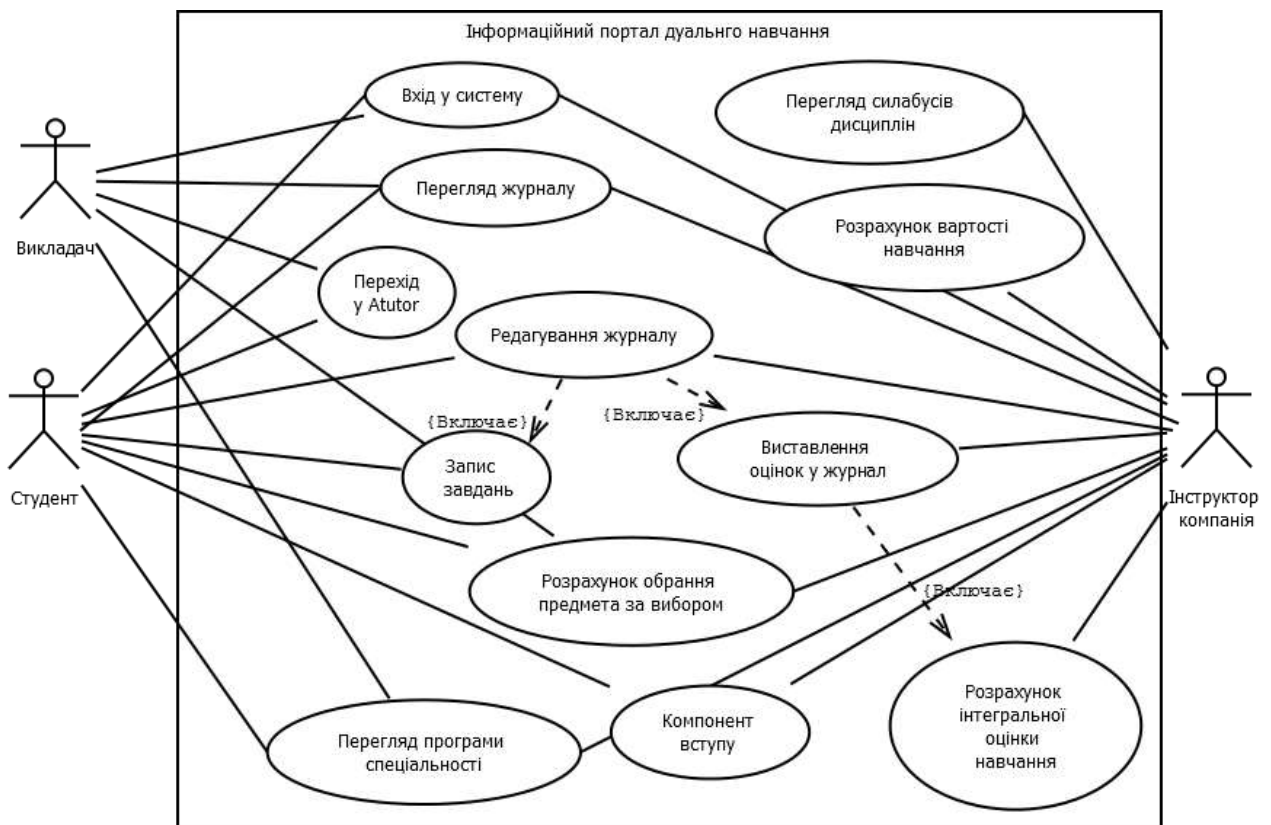 Інформаційний портал дуальнго навчання
Вхід у систему
Перегляд силабусів
дисциплін
Перегляд журналу
Розрахунок вартості
навчання
Викладач
Перехід
у Atutor
Редагування журналу
{Включає}
{Включає}
Виставлення
оцінок у журнал
Запис
завдань
Студент
Інструктор
компанія
Розрахунок обрання
предмета за вибором
{Включає}
Розрахунок
інтегральної
оцінки
навчання
Компонент
вступу
Перегляд програми
спеціальності